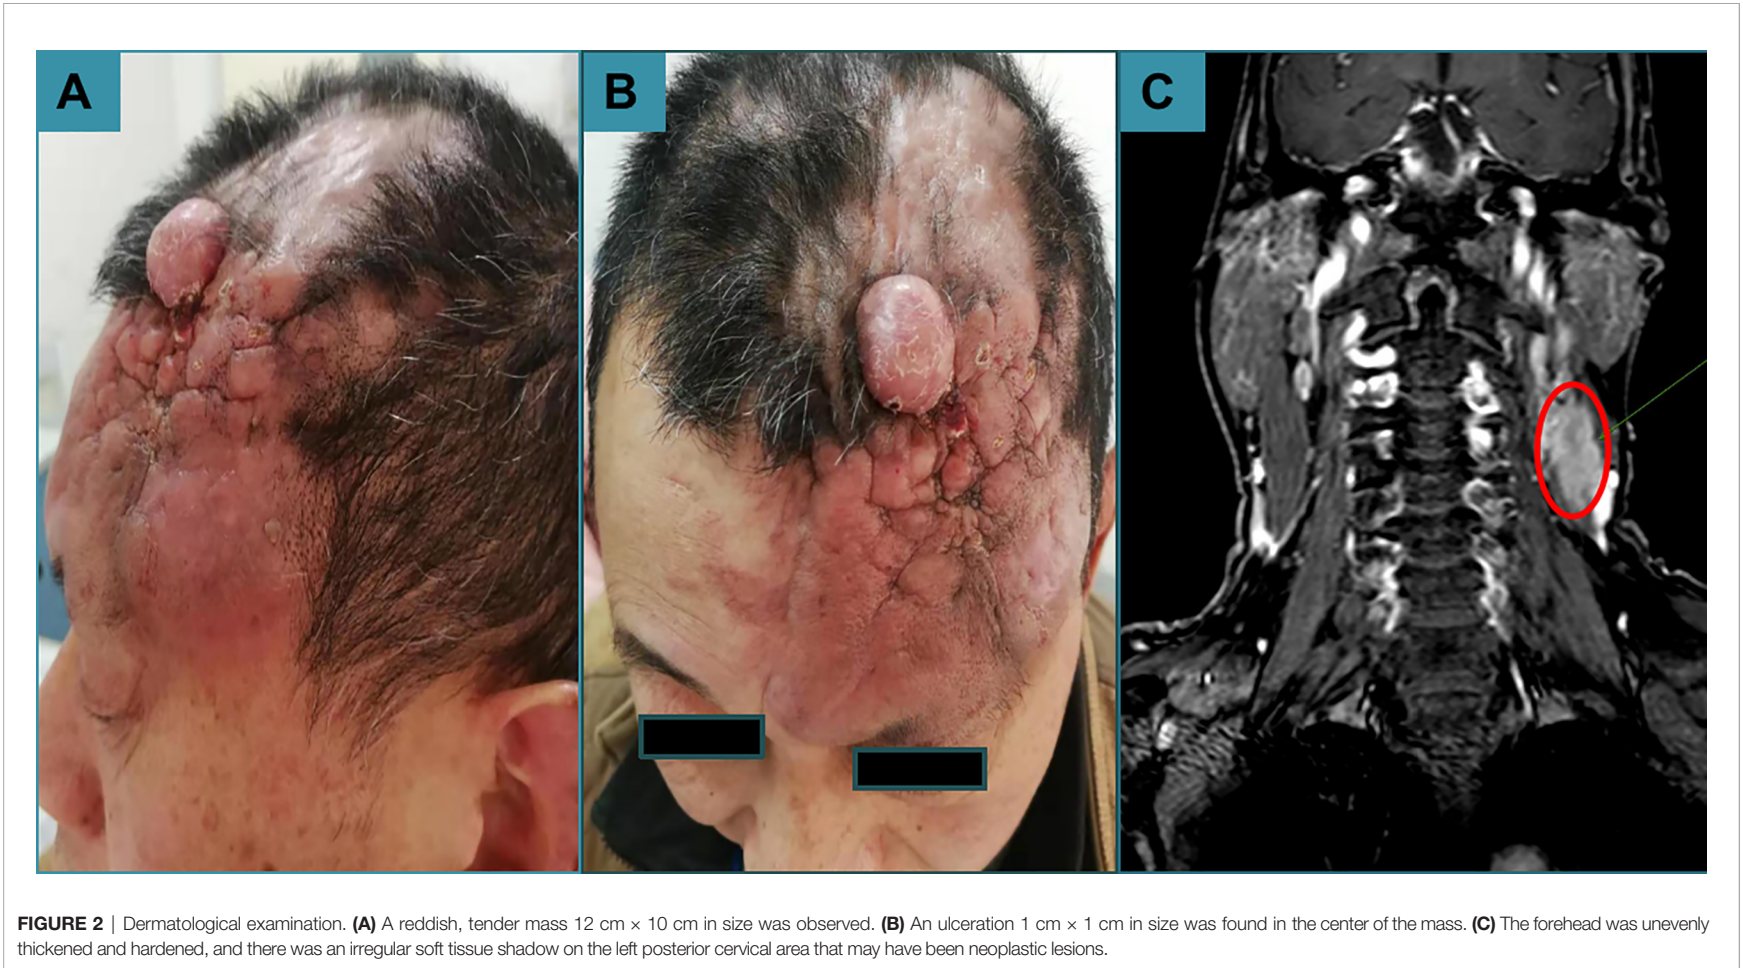 A
B
C
FIGURE 2 | Dermatological examination. (A) A reddish, tender mass 12 cm × 10 cm in size was observed. (B) An ulceration 1 cm × 1 cm in size was found in the center of the mass. (C) The forehead was unevenly
thickened and hardened, and there was an irregular soft tissue shadow on the left posterior cervical area that may have been neoplastic lesions.